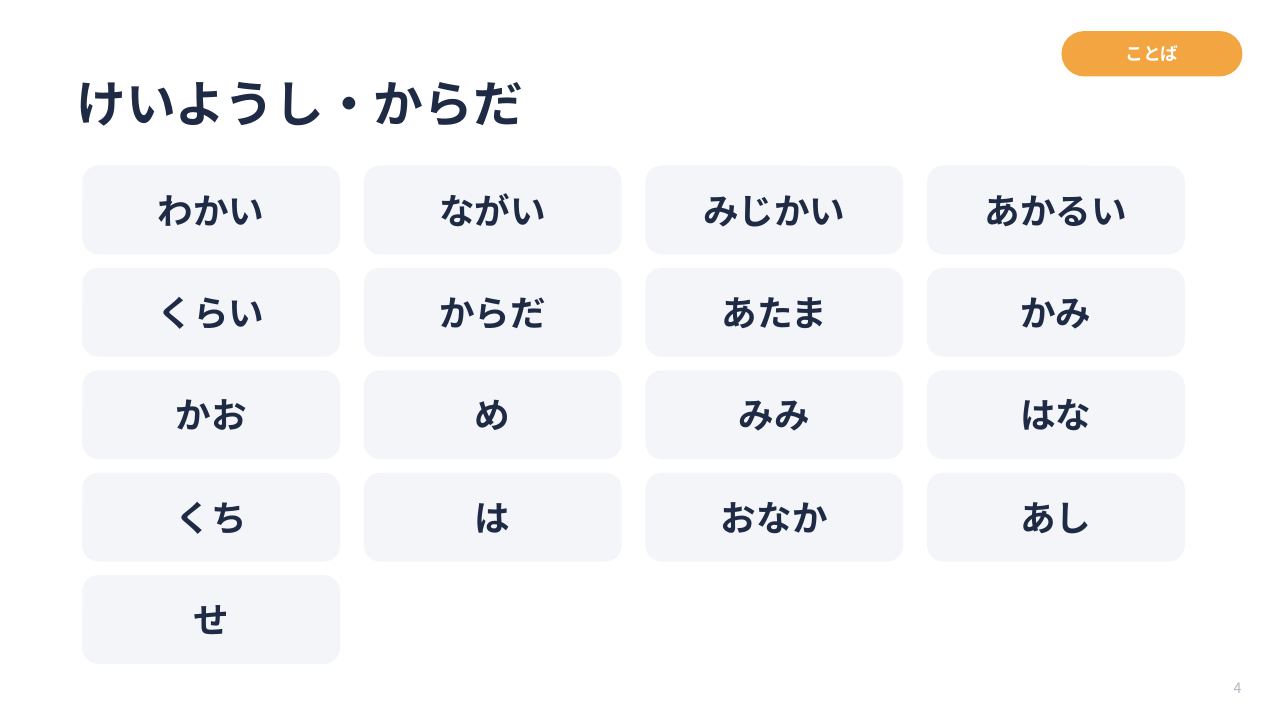 ことば
けいようし・からだ
わかい
ながい
みじかい
あかるい
くらい
からだ
あたま
かみ
かお
め
みみ
はな
くち
は
おなか
あし
せ
4